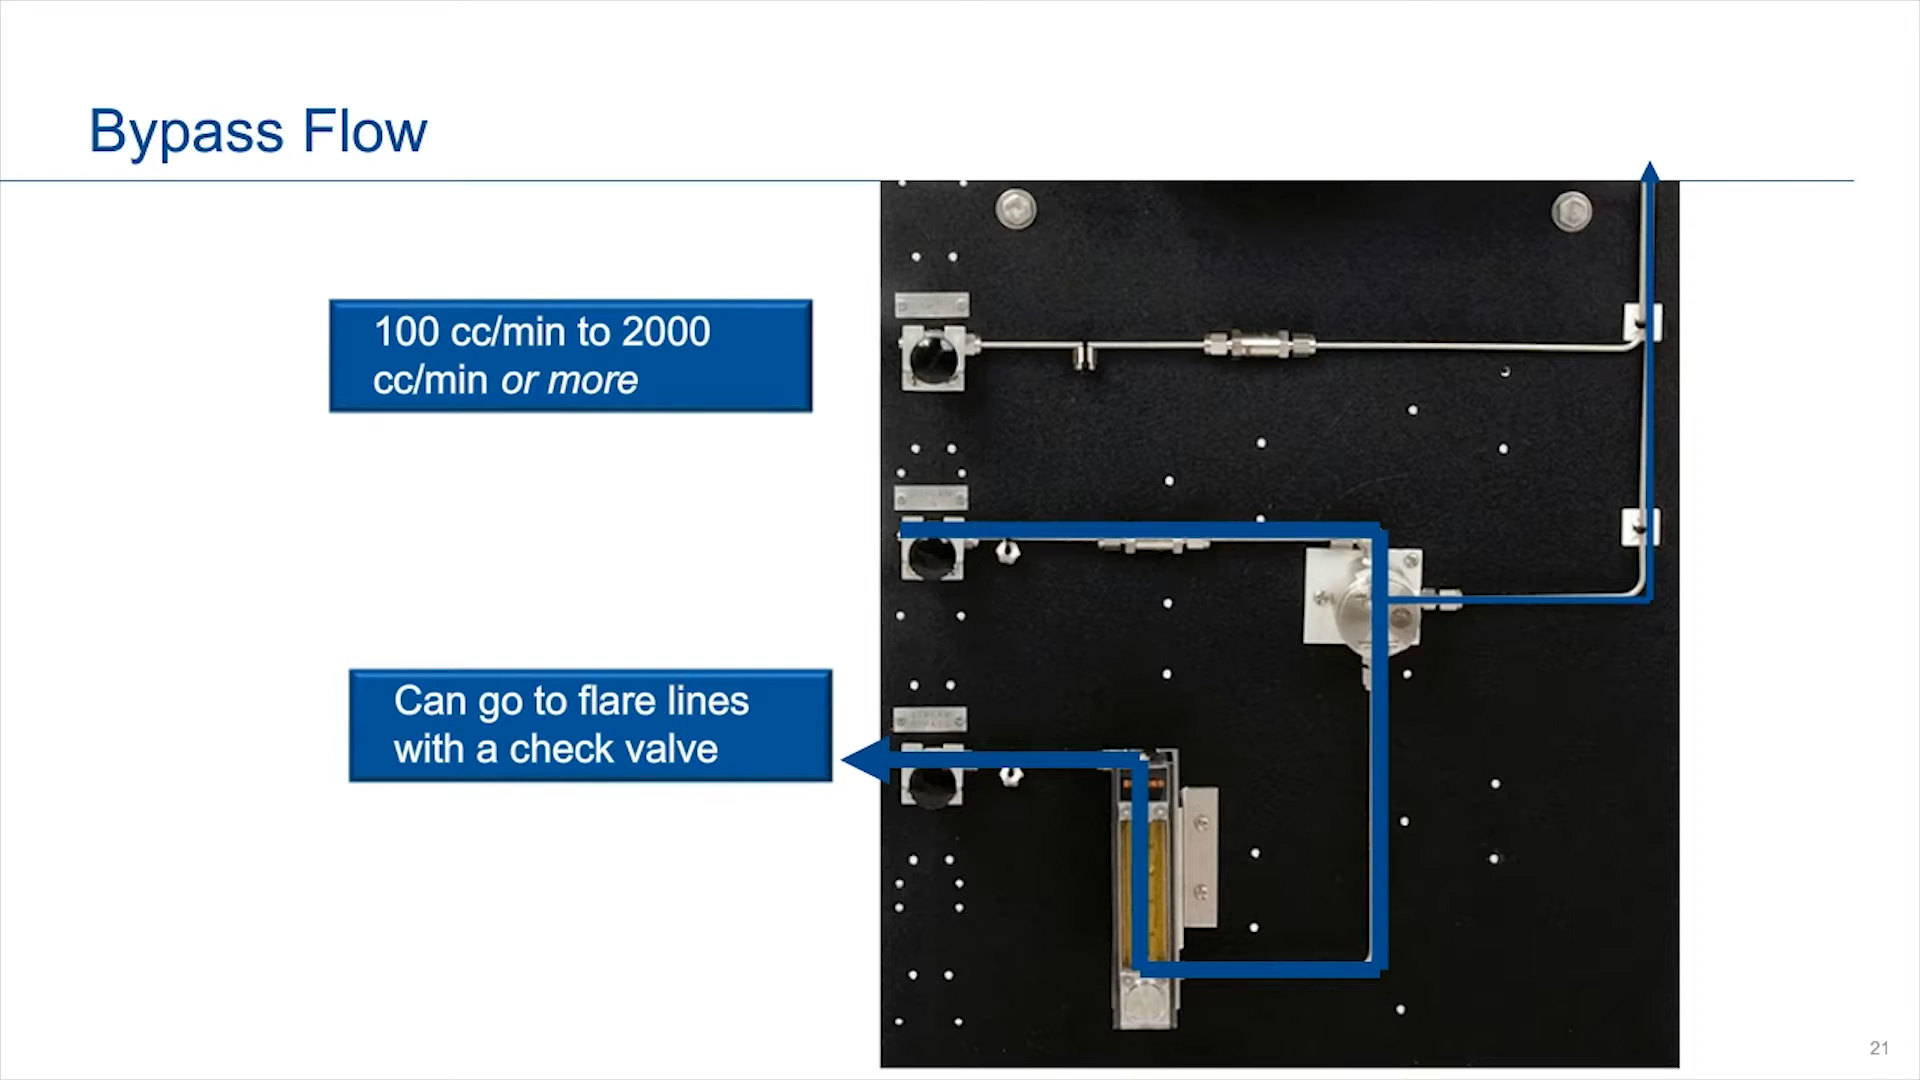 Bypass Flow
100 cc/min to 2000
cc/min or more
Can go to flare lines
with a check valve
21